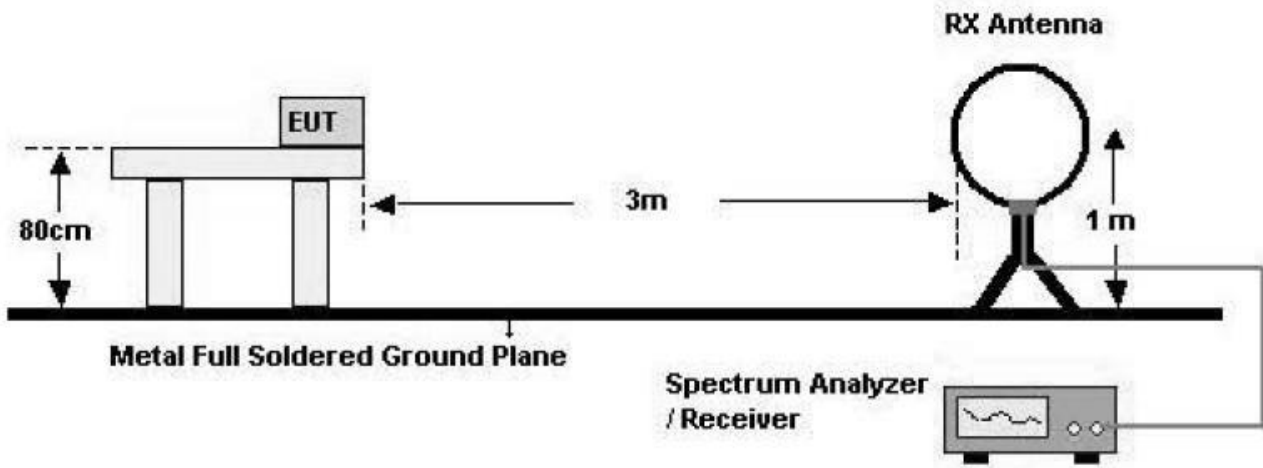 RX Antenna
EUT
80cm
3m
1 m
Metal Full Soldered Ground Plane
Spectrum Analyzer
/ Receiver